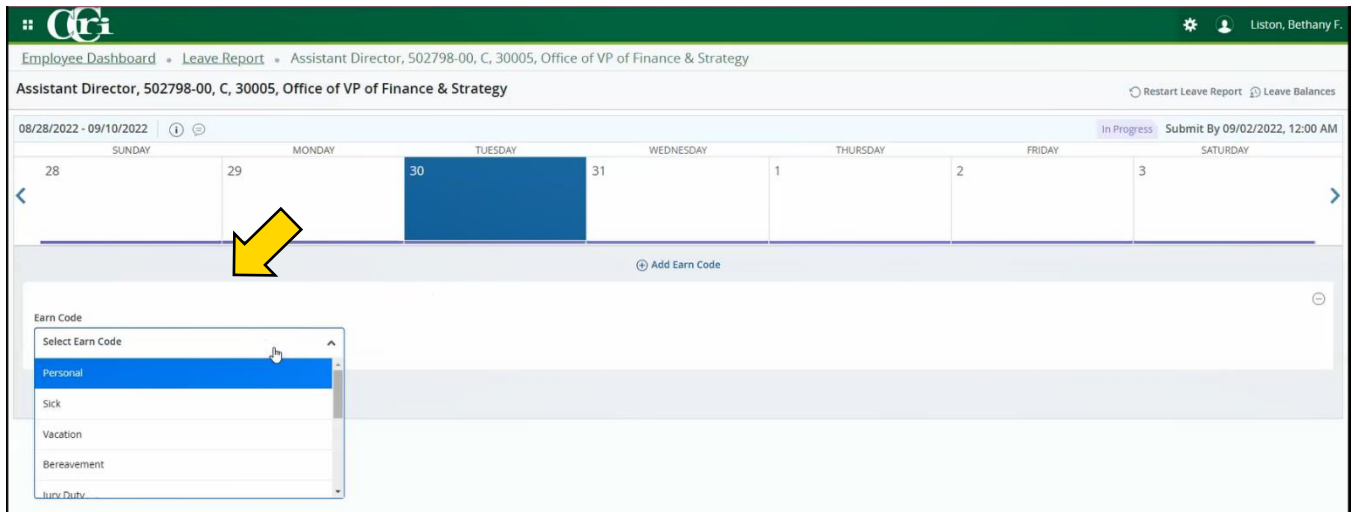 CCri
Liston, Bethany F.
Employee Dashboard • Leave Report • Assistant Director, 502798-00, C, 30005, Office of VP of Finance & Strategy
Assistant Director, 502798-00, C, 30005, Office of VP of Finance & Strategy
Restart Leave Report Leave Balances
08/28/2022 - 09/10/2022 In Progress Submit By 09/02/2022, 12:00 AM
SUNDAY MONDAY TUESDAY WEDNESDAY THURSDAY FRIDAY SATURDAY
28 29 30 31 1 2 3
Add Earn Code
Earn Code
Select Earn Code
Personal
Sick
Vacation
Bereavement
Jury Duty